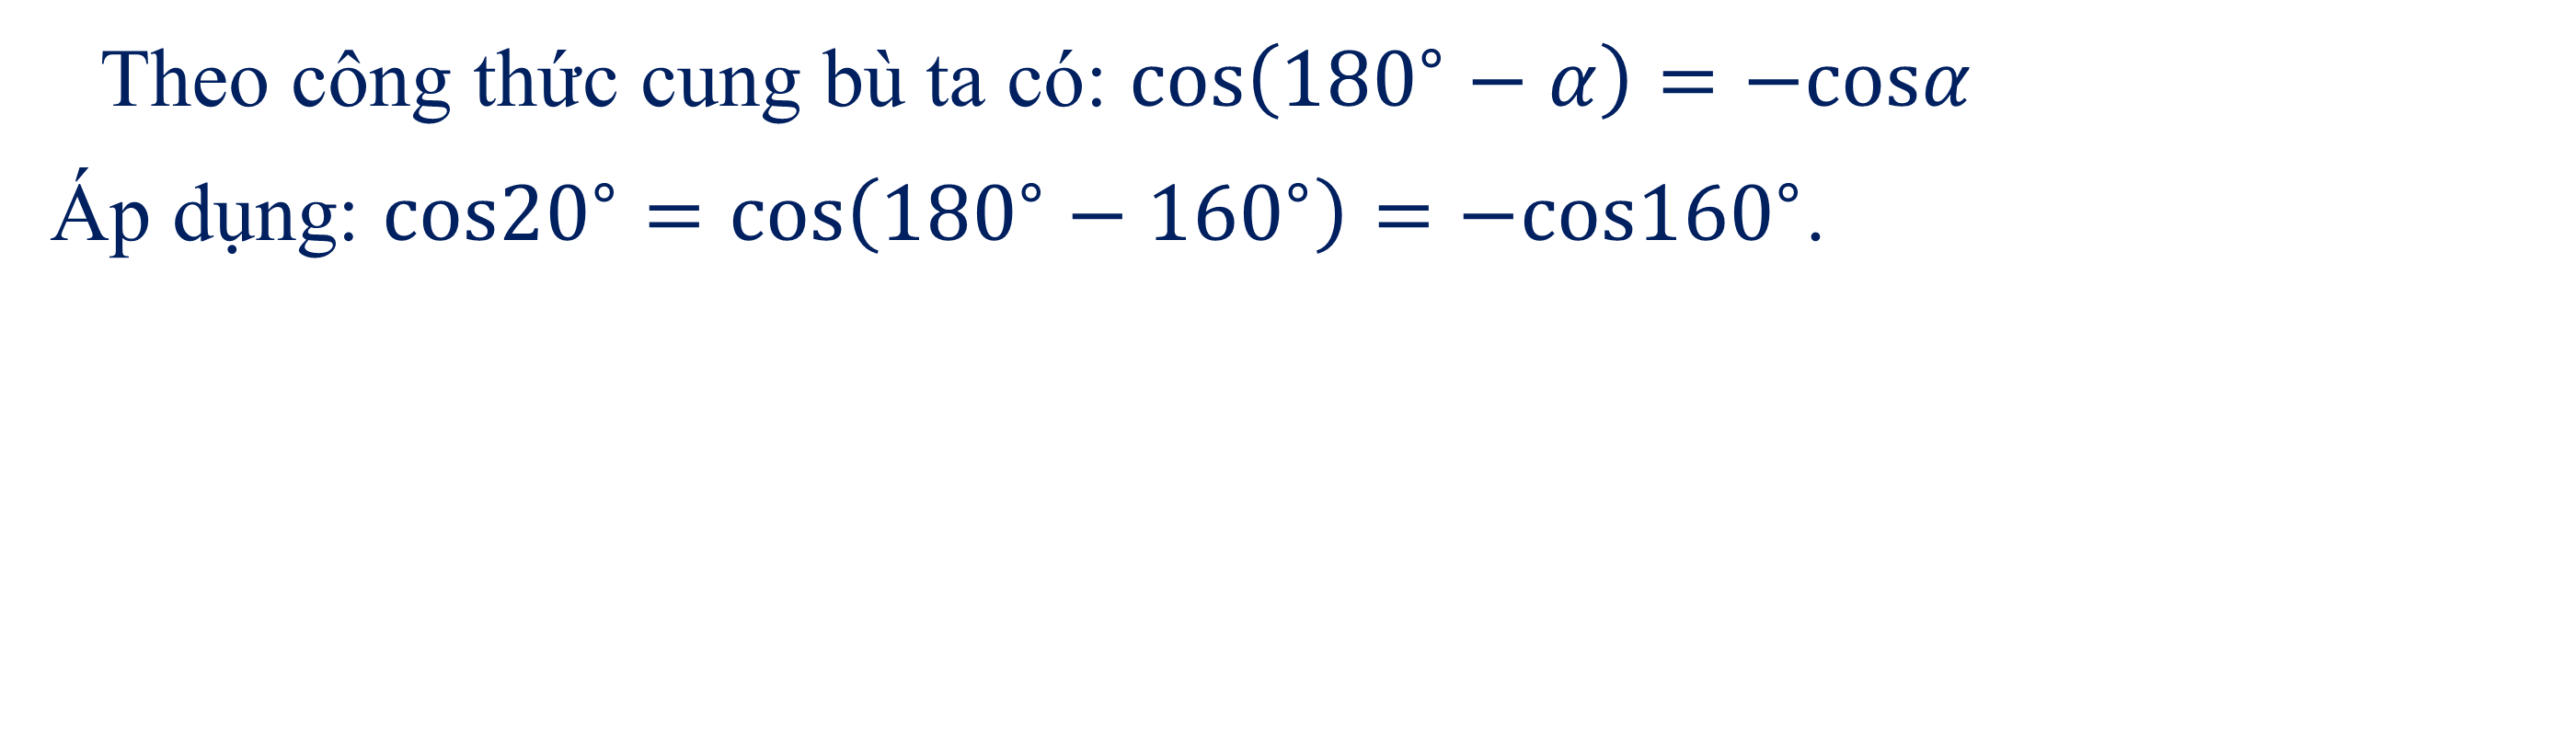 Theo công thức cung bù ta có: cos(180° − α) = −cosα
Áp dụng: cos20° = cos(180° − 160°) = −cos160°.